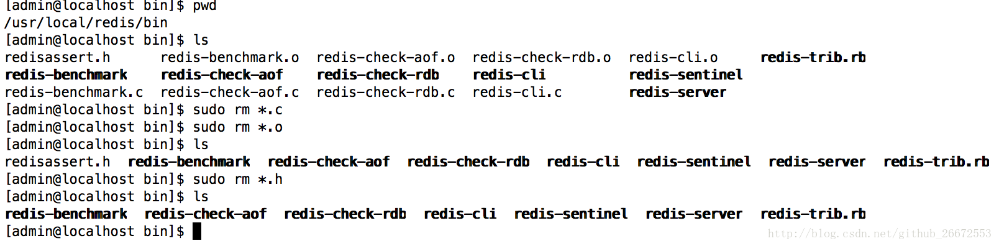 [admin@localhost bin]$ pwd
/usr/local/redis/bin
[admin@localhost bin]$ ls
redisassert.h redis-benchmark.o redis-check-aof.o redis-check-rdb.o redis-cli.o redis-trib.rb
redis-benchmark redis-check-aof redis-check-rdb redis-cli redis-sentinel
redis-benchmark.c redis-check-aof.c redis-check-rdb.c redis-cli.c redis-server
[admin@localhost bin]$ sudo rm *.c
[admin@localhost bin]$ sudo rm *.o
[admin@localhost bin]$ ls
redisassert.h redis-benchmark redis-check-aof redis-check-rdb redis-cli redis-sentinel redis-server redis-trib.rb
[admin@localhost bin]$ sudo rm *.h
[admin@localhost bin]$ ls
redis-benchmark redis-check-aof redis-check-rdb redis-cli redis-sentinel redis-server redis-trib.rb
[admin@localhost bin]$
http://blog.csdn.net/github_26672553